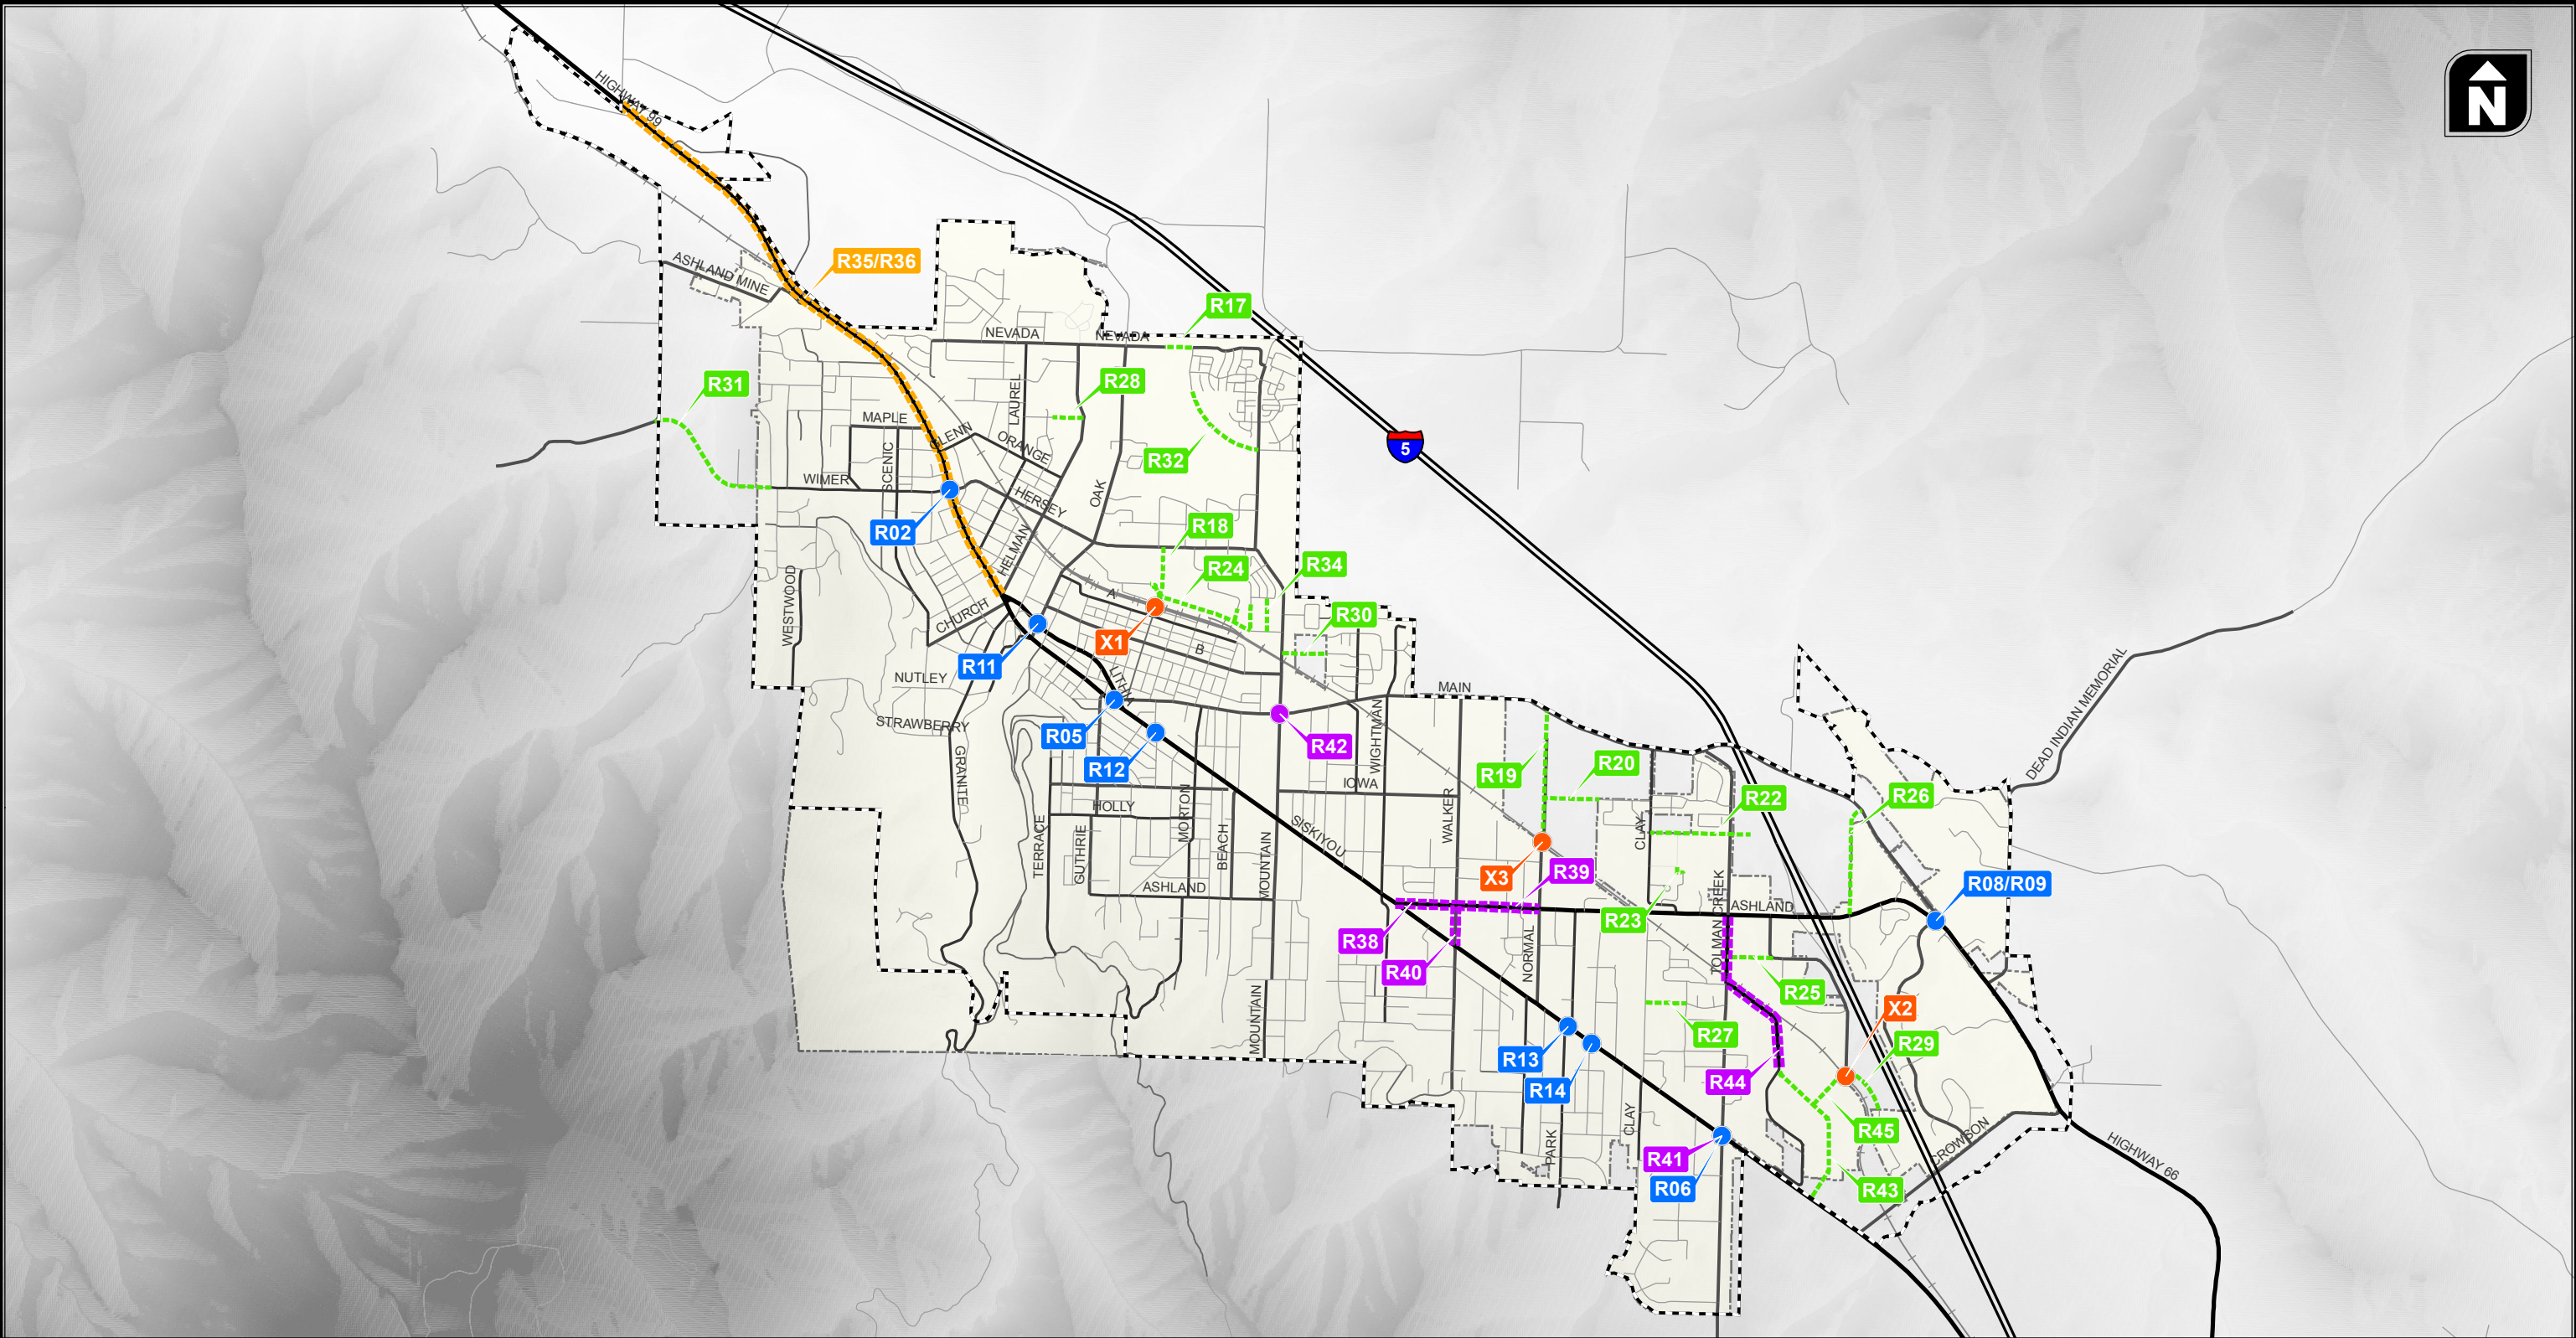 N
HIGHWAY 99
R35/R36
ASHLAND MINE
R17
NEVADA
NEVADA
R31
R28
LAUREL
MAPLE
GLENN
ORANGE
5
R32
SCENIC
WIMER
HERSEY
OAK
R02
R18
HELMAN
R24
R34
WESTWOOD
A
CHURCH
R30
X1
B
R11
NUTLEY
LITHIA
MAIN
DEAD INDIAN MEMORIAL
STRAWBERRY
R05
R42
WIGHTMAN
R12
GRANITE
IOWA
R19
R20
R22
R26
HOLLY
MORTON
WALKER
SISKIYOU
CLAY
TERRACE
GUTHRIE
BEACH
MOUNTAIN
X3
R39
R08/R09
ASHLAND
TOLMAN CREEK
ASHLAND
R23
R38
NORMAL
R40
R25
X2
MOUNTAIN
R27
R29
R13
R44
R14
CLAY
R45
PARK
CROWSON
R41
HIGHWAY 66
R06
R43